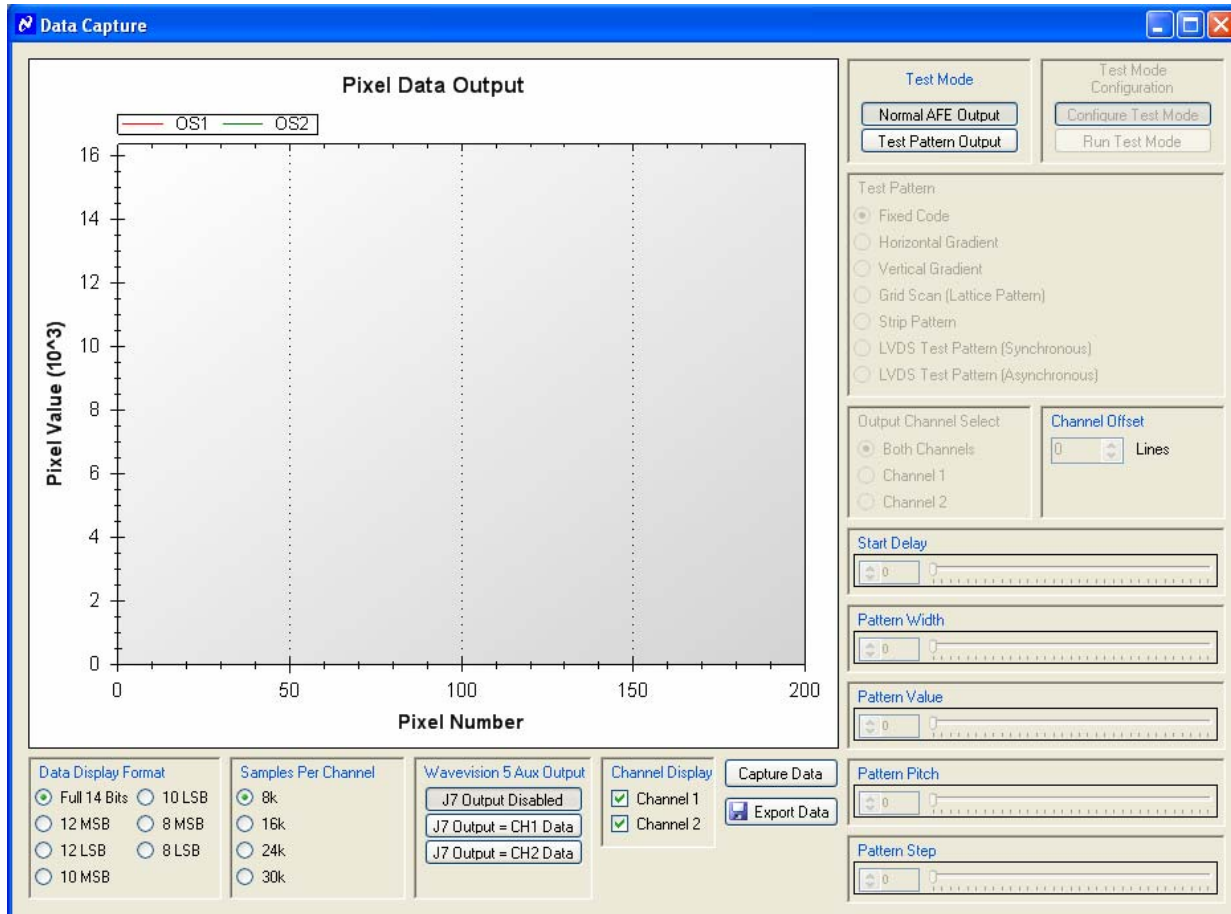 Data Capture
Pixel Data Output
OS1 OS2
16
14
12
10
8
6
4
2
0
Pixel Value (10^3)
0 50 100 150 200
Pixel Number
Test Mode
Normal AFE Output
Test Pattern Output
Test Mode
Configuration
Configure Test Mode
Run Test Mode
Test Pattern
Fixed Code
Horizontal Gradient
Vertical Gradient
Grid Scan (Lattice Pattern)
Strip Pattern
LVDS Test Pattern (Synchronous)
LVDS Test Pattern (Asynchronous)
Output Channel Select
Both Channels
Channel 1
Channel 2
Channel Offset
0 Lines
Start Delay
0
Pattern Width
0
Pattern Value
0
Pattern Pitch
0
Pattern Step
0
Data Display Format
Full 14 Bits 10 LSB
12 MSB 8 MSB
12 LSB 8 LSB
10 MSB
Samples Per Channel
8k
16k
24k
30k
Wavevision 5 Aux Output
J7 Output Disabled
J7 Output = CH1 Data
J7 Output = CH2 Data
Channel Display
Channel 1
Channel 2
Capture Data
Export Data